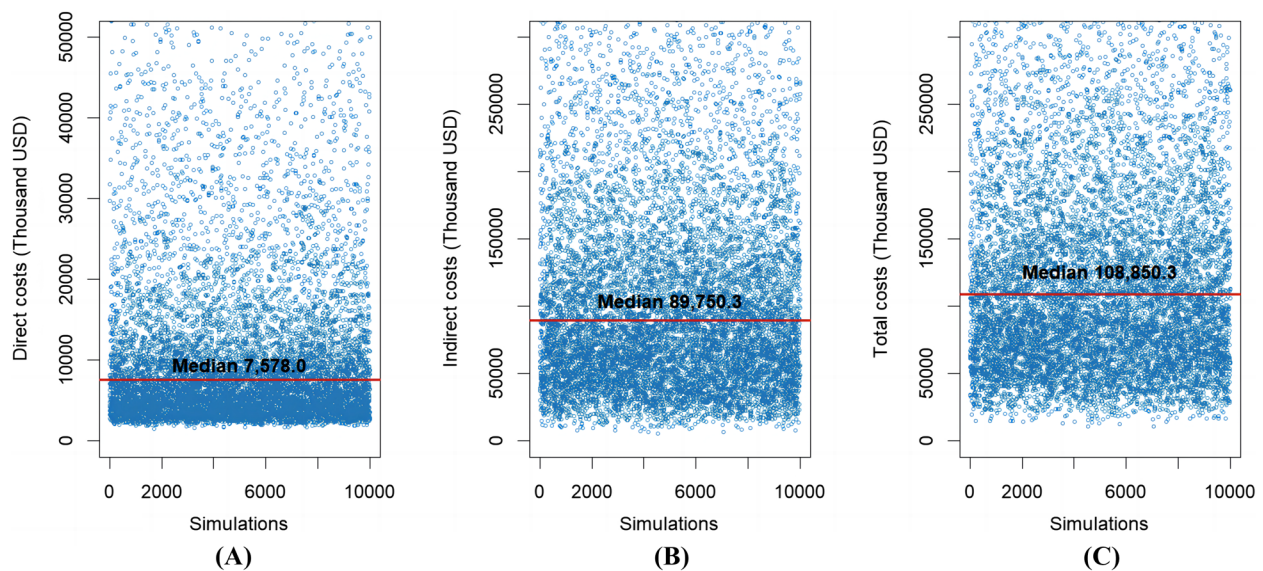 Direct costs (Thousand USD)
50000
40000
30000
20000
10000
0
Median 7,578.0
0 2000 6000 10000
Simulations
(A)
Indirect costs (Thousand USD)
250000
150000
50000
0
Median 89,750.3
0 2000 6000 10000
Simulations
(B)
Total costs (Thousand USD)
250000
150000
50000
0
Median 108,850.3
0 2000 6000 10000
Simulations
(C)